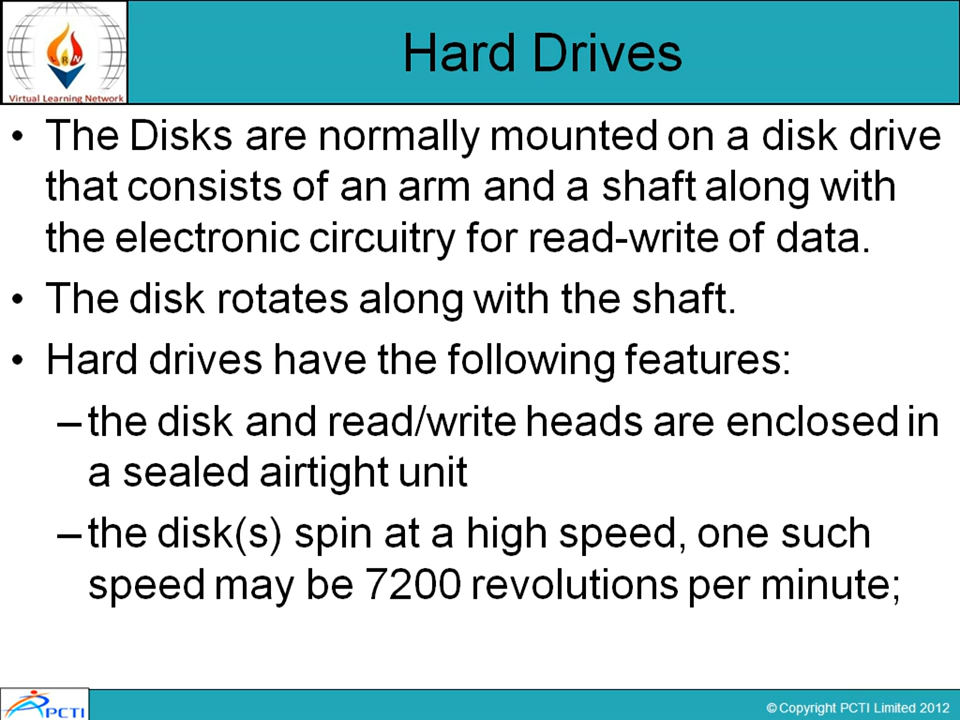 Hard Drives
RN
Virtual Learning Network
• The Disks are normally mounted on a disk drive
that consists of an arm and a shaft along with
the electronic circuitry for read-write of data.
• The disk rotates along with the shaft.
• Hard drives have the following features:
– the disk and read/write heads are enclosed in
a sealed airtight unit
– the disk(s) spin at a high speed, one such
speed may be 7200 revolutions per minute;
PCTI
© Copyright PCTI Limited 2012